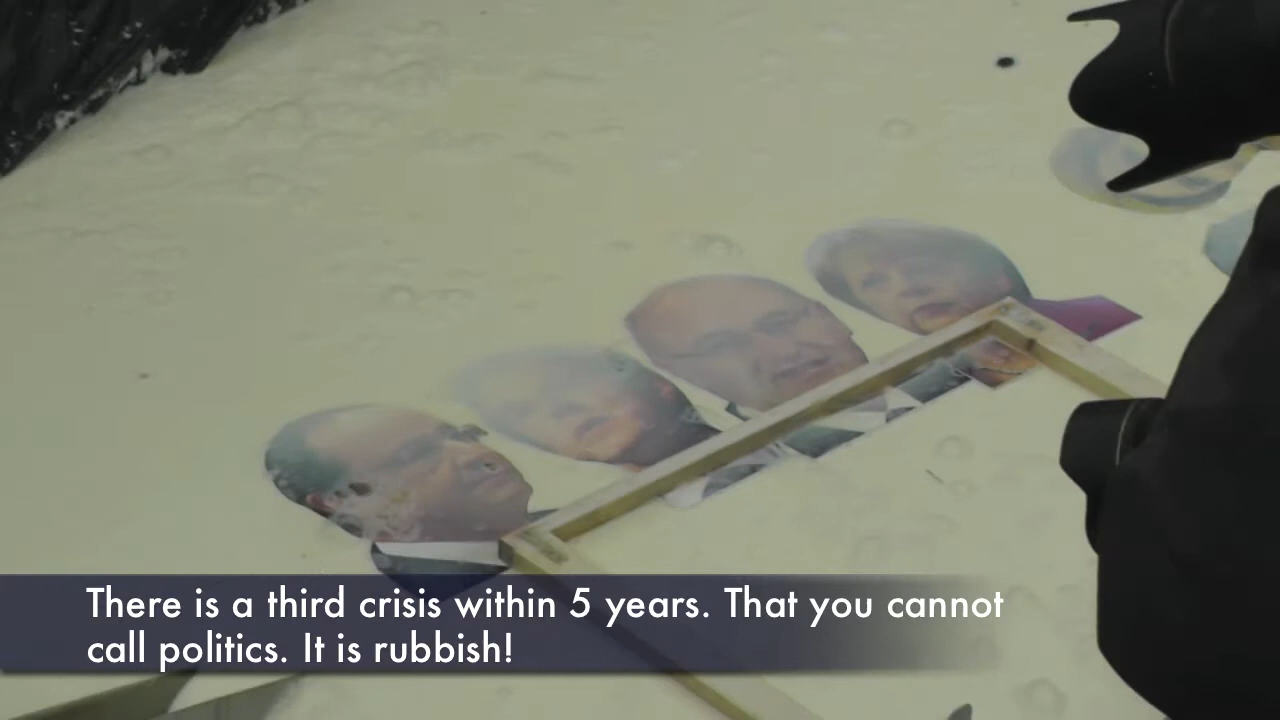 There is a third crisis within 5 years. That you cannot
call politics. It is rubbish!